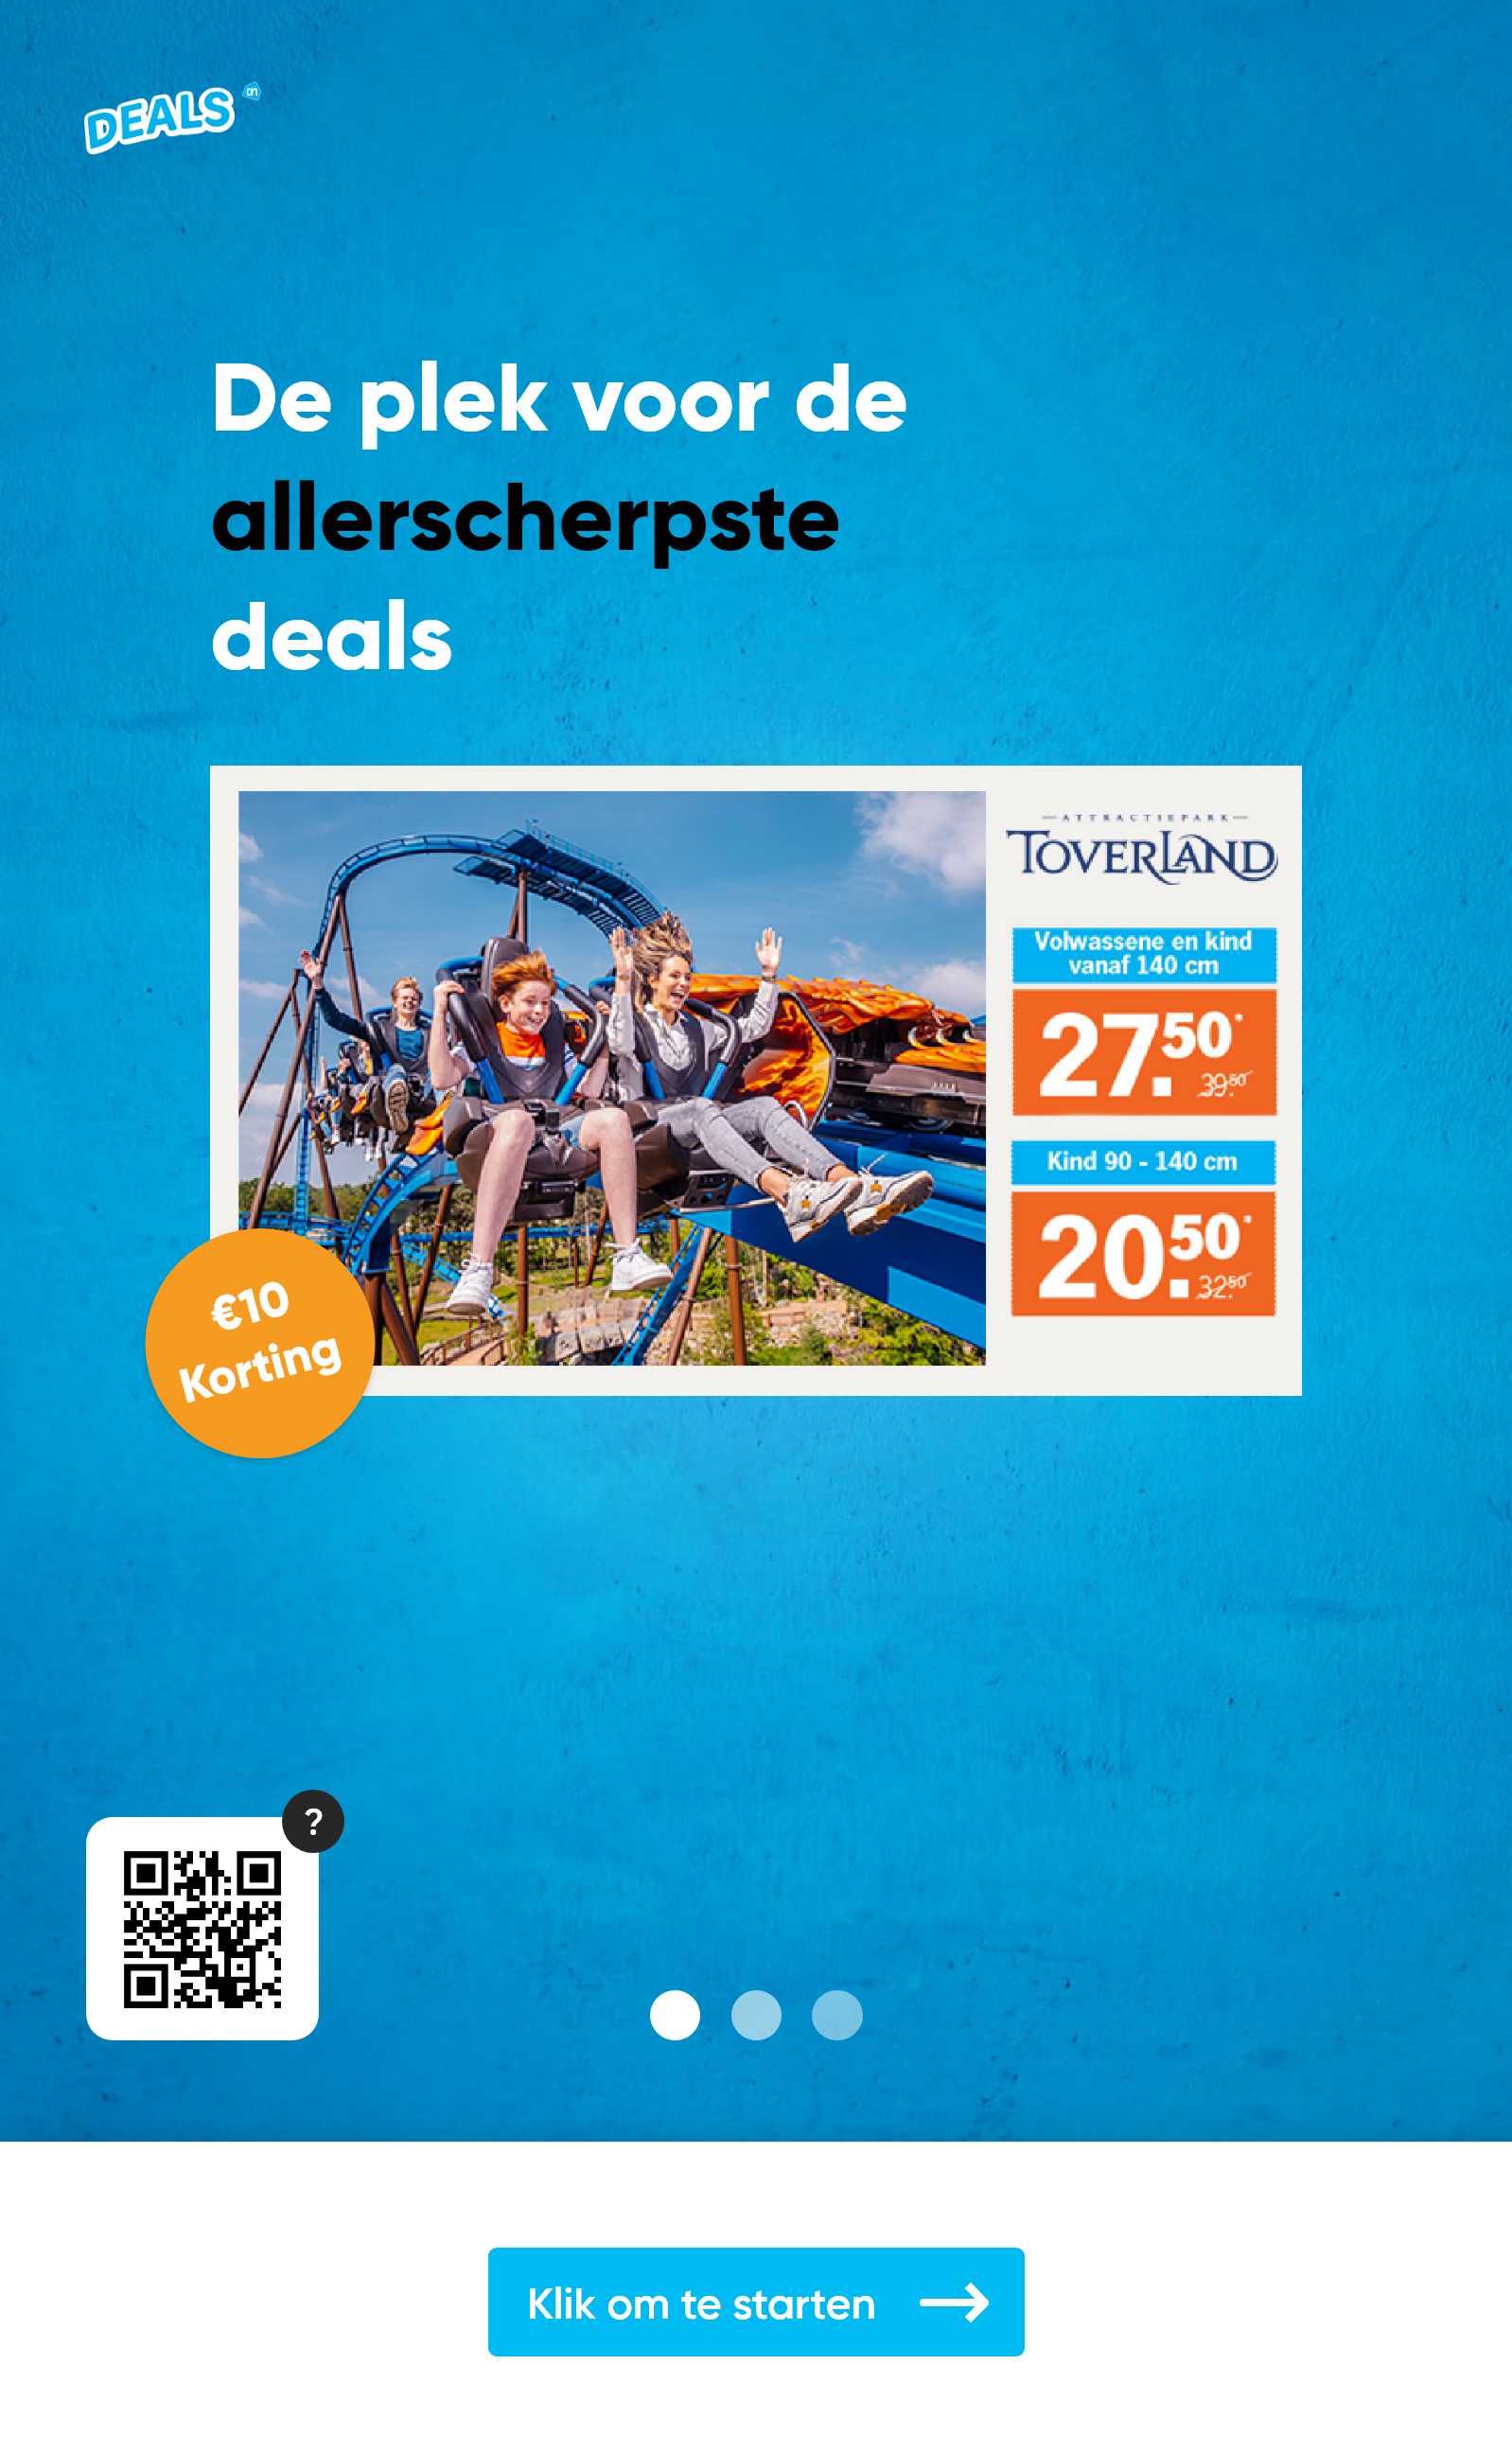 DEALS
ah
De plek voor de
allerscherpste
deals
ATTRACTIEPARK
TOVERLAND
Volwassene en kind
vanaf 140 cm
27.50*
39.50
Kind 90 - 140 cm
20.50*
32.50
€10
Korting
?
Klik om te starten